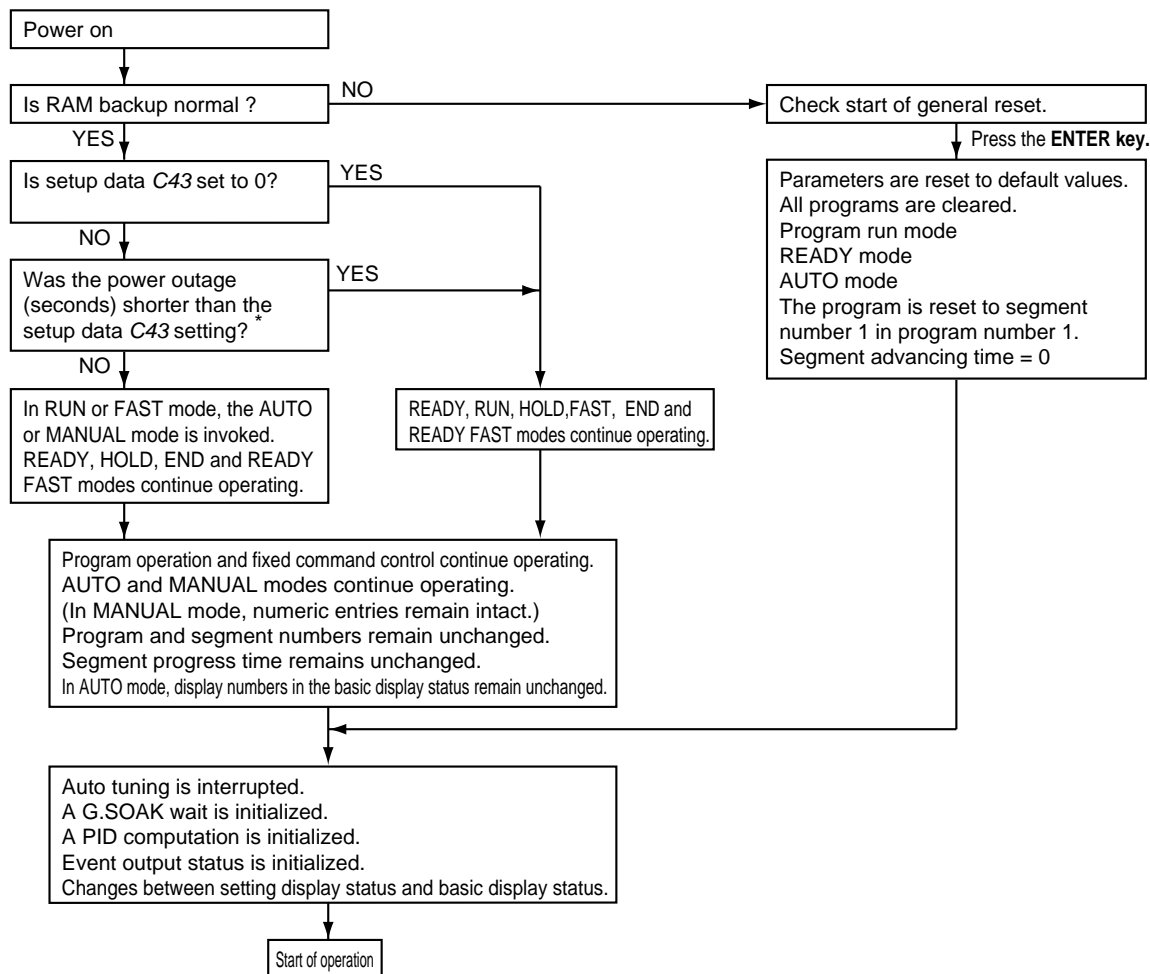 Power on
Is RAM backup normal ?
NO
Check start of general reset.
YES
Press the ENTER key.
Is setup data C43 set to 0?
YES
Parameters are reset to default values.
All programs are cleared.
Program run mode
READY mode
AUTO mode
The program is reset to segment
number 1 in program number 1.
Segment advancing time = 0
NO
Was the power outage
(seconds) shorter than the
setup data C43 setting? *
YES
NO
In RUN or FAST mode, the AUTO
or MANUAL mode is invoked.
READY, HOLD, END and READY
FAST modes continue operating.
READY, RUN, HOLD,FAST, END and
READY FAST modes continue operating.
Program operation and fixed command control continue operating.
AUTO and MANUAL modes continue operating.
(In MANUAL mode, numeric entries remain intact.)
Program and segment numbers remain unchanged.
Segment progress time remains unchanged.
In AUTO mode, display numbers in the basic display status remain unchanged.
Auto tuning is interrupted.
A G.SOAK wait is initialized.
A PID computation is initialized.
Event output status is initialized.
Changes between setting display status and basic display status.
Start of operation